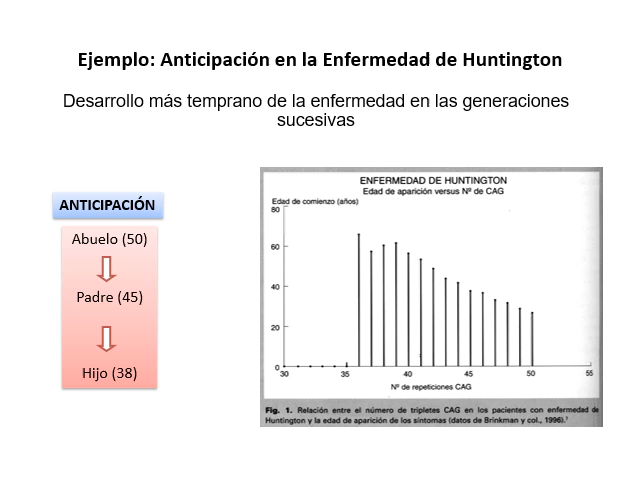 Ejemplo: Anticipación en la Enfermedad de Huntington
Desarrollo más temprano de la enfermedad en las generaciones
sucesivas
ANTICIPACIÓN
Abuelo (50)
Padre (45)
Hijo (38)
ENFERMEDAD DE HUNTINGTON
Edad de aparición versus Nº de CAG
Edad de comienzo (años)
80
60
40
20
0
30 35 40 45 50 55
Nº de repeticiones CAG
Fig. 1. Relación entre el número de tripletes CAG en los pacientes con enfermedad de
Huntington y la edad de aparición de los síntomas (datos de Brinkman y col., 1996).